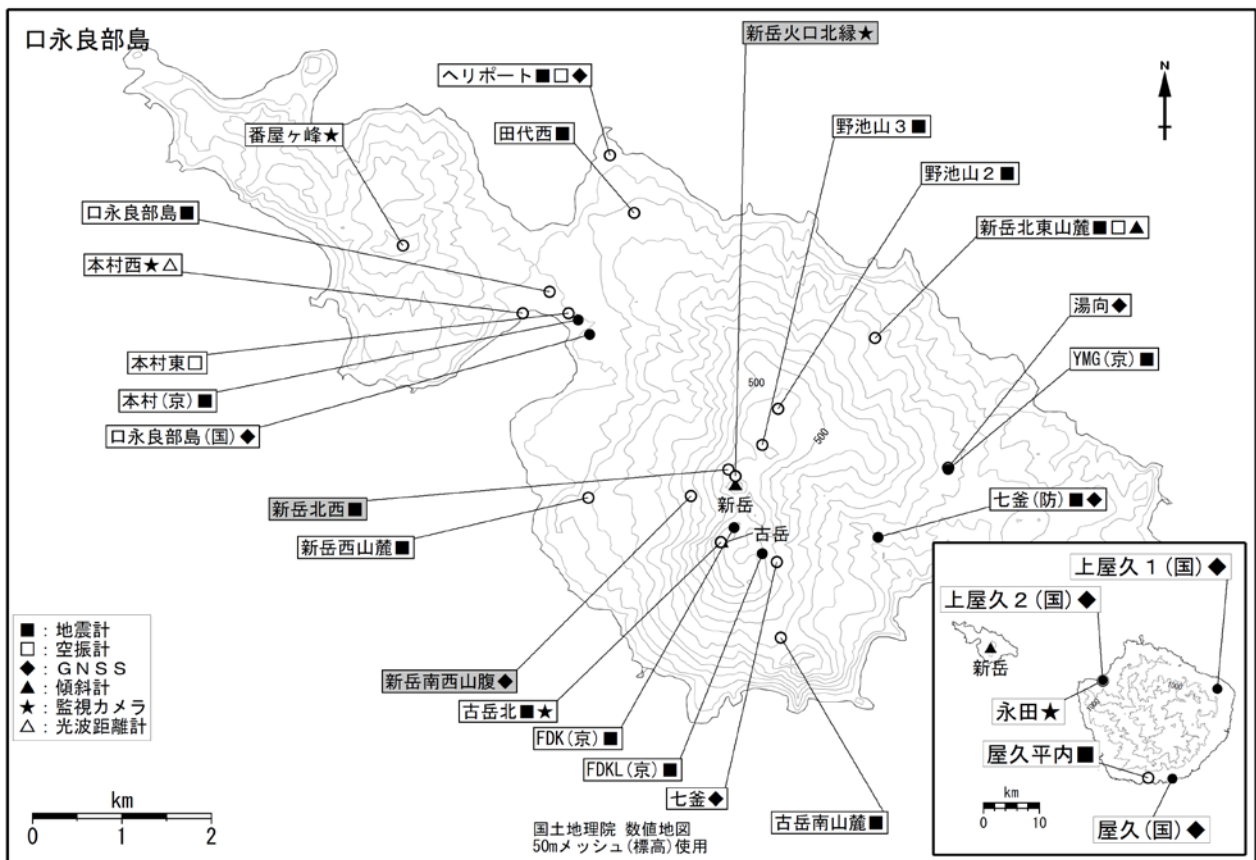 口永良部島
新岳火口北縁★
N
ヘリポート■□◆
番屋ヶ峰★
田代西■
野池山3■
野池山2■
口永良部島■
新岳北東山麓■□▲
本村西★△
湯向◆
本村東□
YMG(京)■
500
本村(京)■
口永良部島(国)◆
500
新岳北西■
新岳
七釜(防)■◆
新岳西山麓■
古岳
上屋久1(国)◆
上屋久2(国)◆
■:地震計
□:空振計
◆:GNSS
▲:傾斜計
★:監視カメラ
△:光波距離計
新岳南西山腹◆
新岳
1000
1000
古岳北■★
永田★
FDK(京)■
屋久平内■
FDKL(京)■
km
0 1 2
七釜◆
km
0 10
国土地理院 数値地図
50mメッシュ(標高)使用
古岳南山麓■
屋久(国)◆